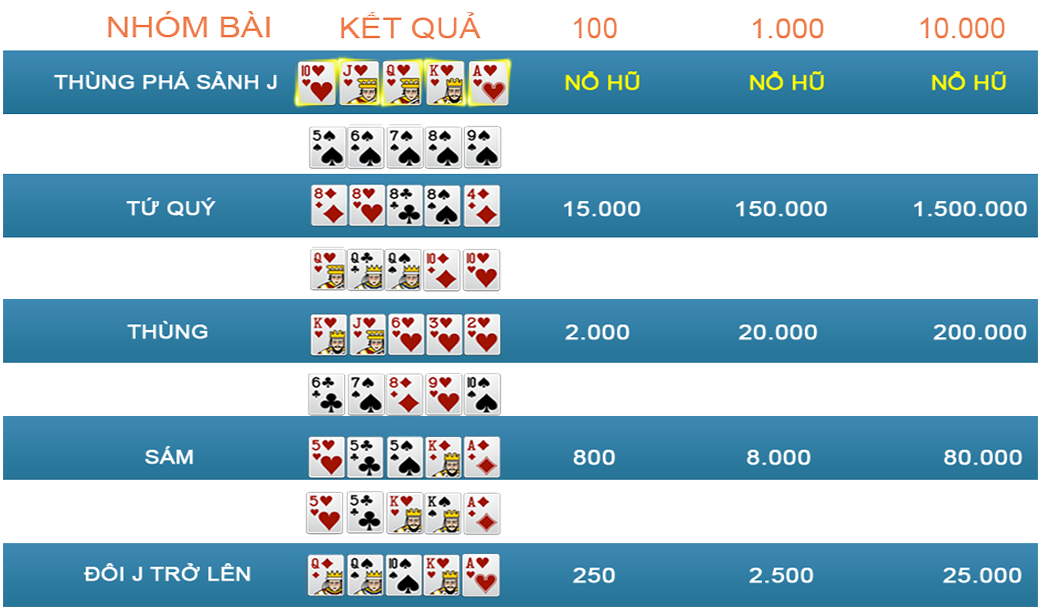 NHÓM BÀI KẾT QUẢ 100 1.000 10.000
THÙNG PHÁ SẢNH J 10 J Q K A NỔ HŨ NỔ HŨ NỔ HŨ
5 6 7 8 9
TỨ QUÝ 8 8 8 8 4 15.000 150.000 1.500.000
Q Q Q 10 10
THÙNG K J 6 3 2 2.000 20.000 200.000
6 7 8 9 10
SÁM 5 5 5 K A 800 8.000 80.000
5 5 K K A
ĐÔI J TRỞ LÊN Q Q 10 K A 250 2.500 25.000